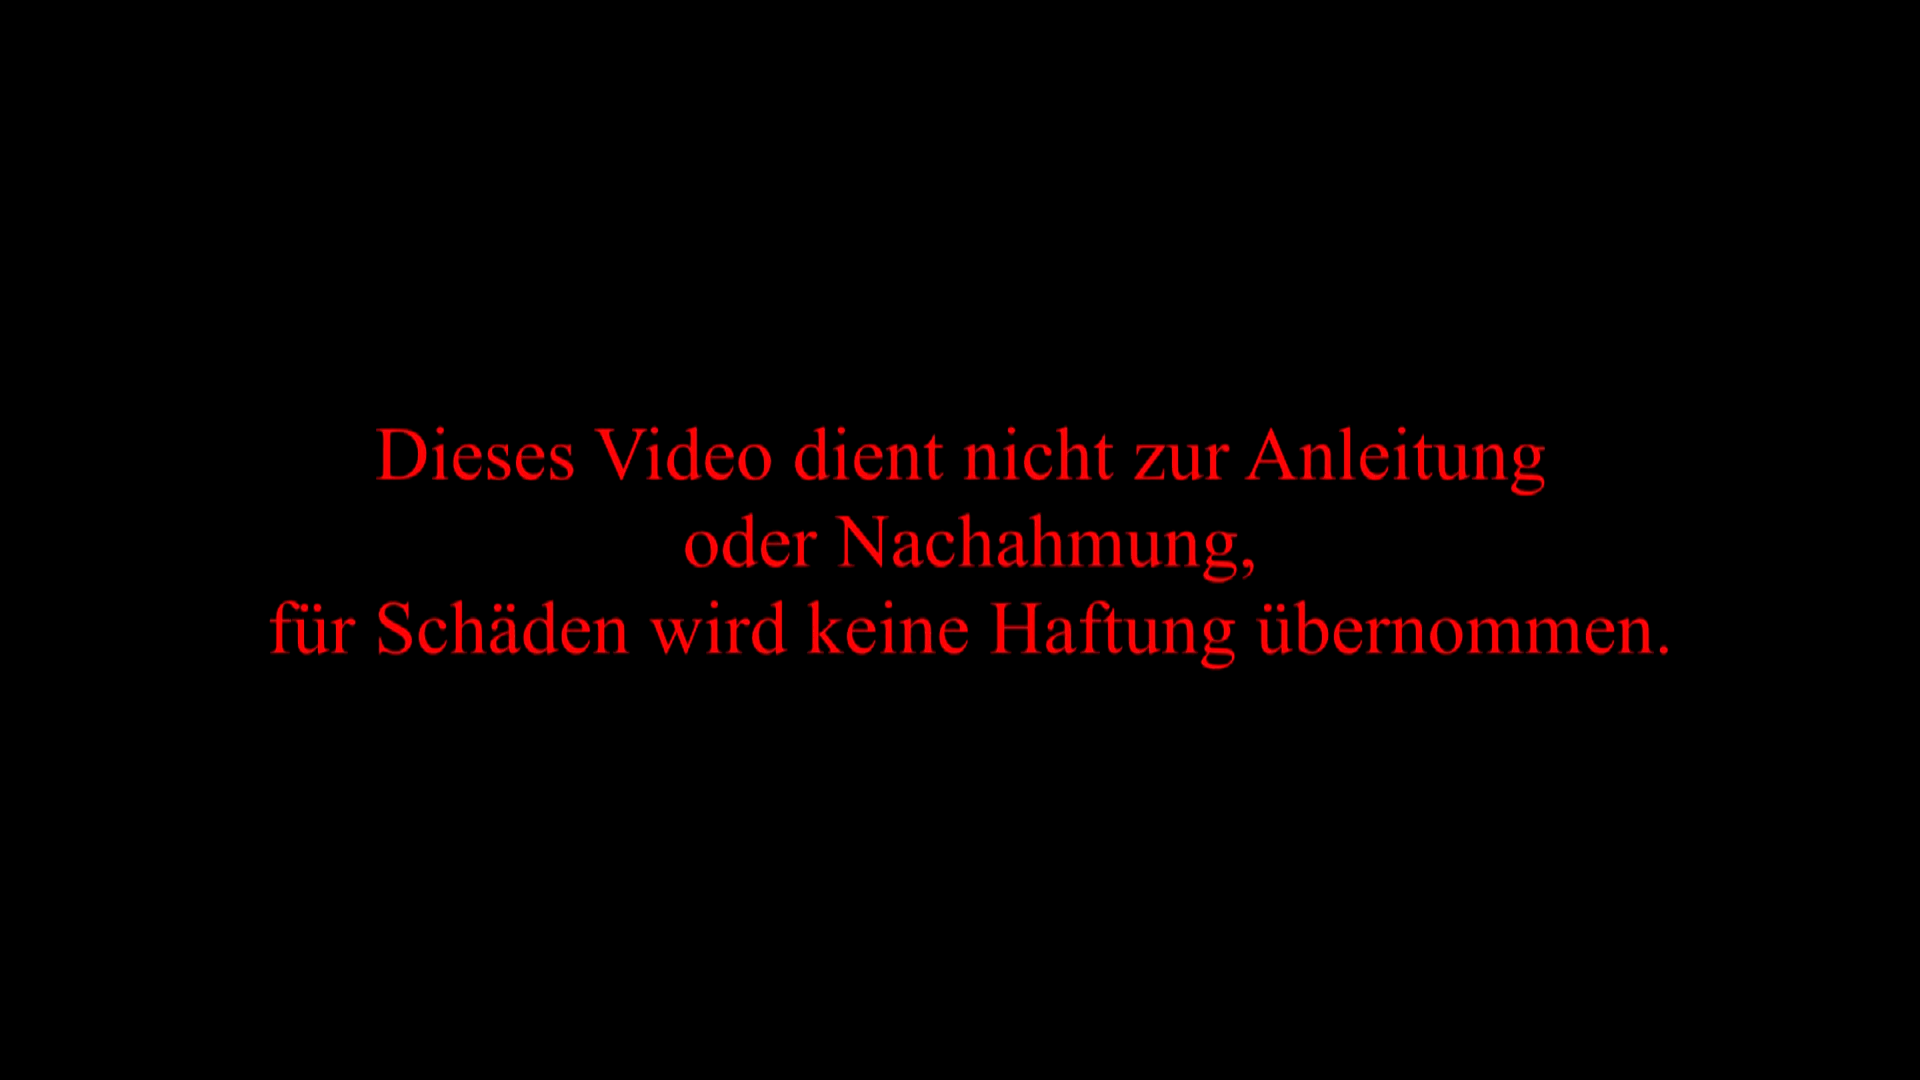 Dieses Video dient nicht zur Anleitung
oder Nachahmung,
für Schäden wird keine Haftung übernommen.